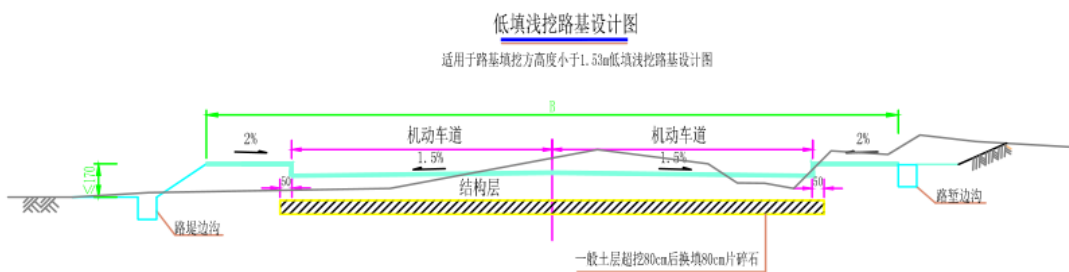 低填浅挖路基设计图
适用于路基填挖方高度小于1.53m低填浅挖路基设计图
B
机动车道
机动车道
2%
2%
1.5%
1.5%
≤170
50
50
结构层
路堤边沟
路堑边沟
一般土层超挖80cm后换填80cm片碎石